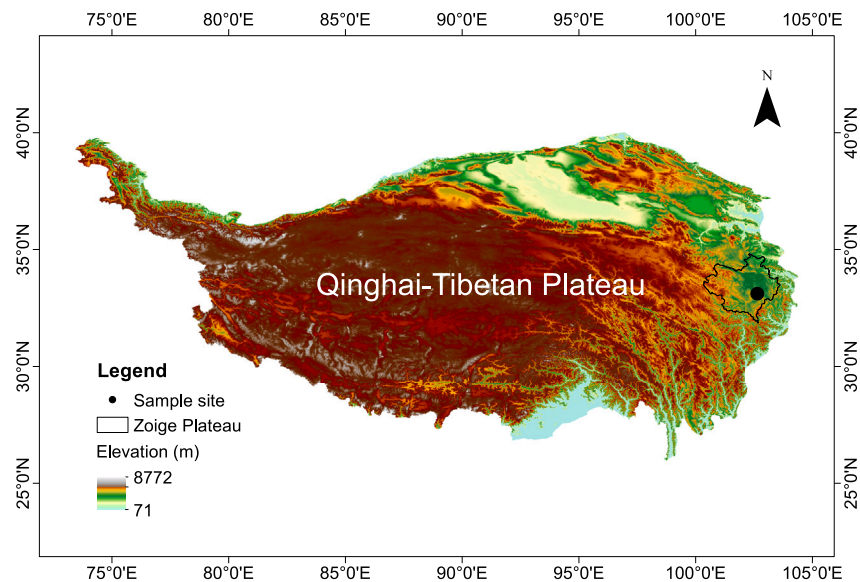 75°0'E 80°0'E 85°0'E 90°0'E 95°0'E 100°0'E 105°0'E
N
40°0'N 40°0'N
35°0'N 35°0'N
Qinghai-Tibetan Plateau
30°0'N 30°0'N
Legend
Sample site
Zoige Plateau
Elevation (m)
8772
25°0'N 25°0'N
71
75°0'E 80°0'E 85°0'E 90°0'E 95°0'E 100°0'E 105°0'E